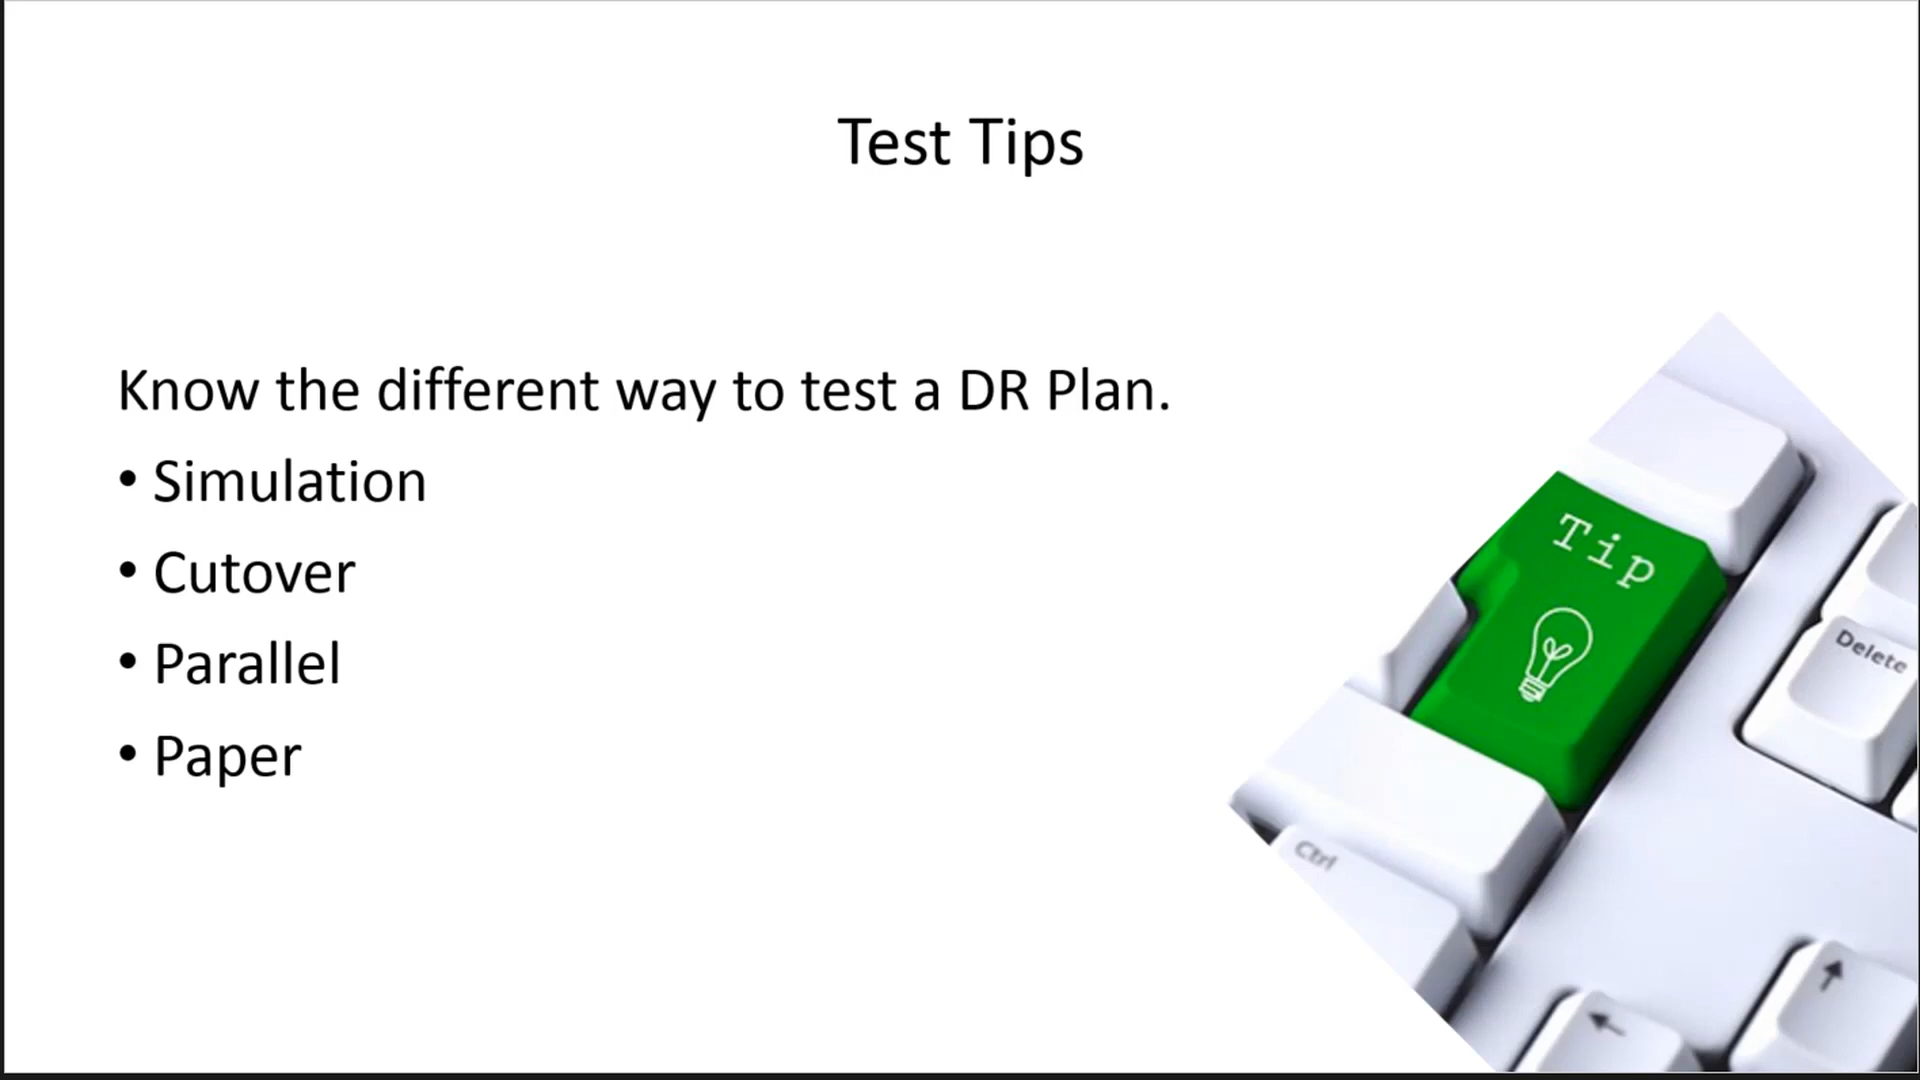 Test Tips
Know the different way to test a DR Plan.
• Simulation
• Cutover
• Parallel
• Paper
Tip
Delete
Ctrl